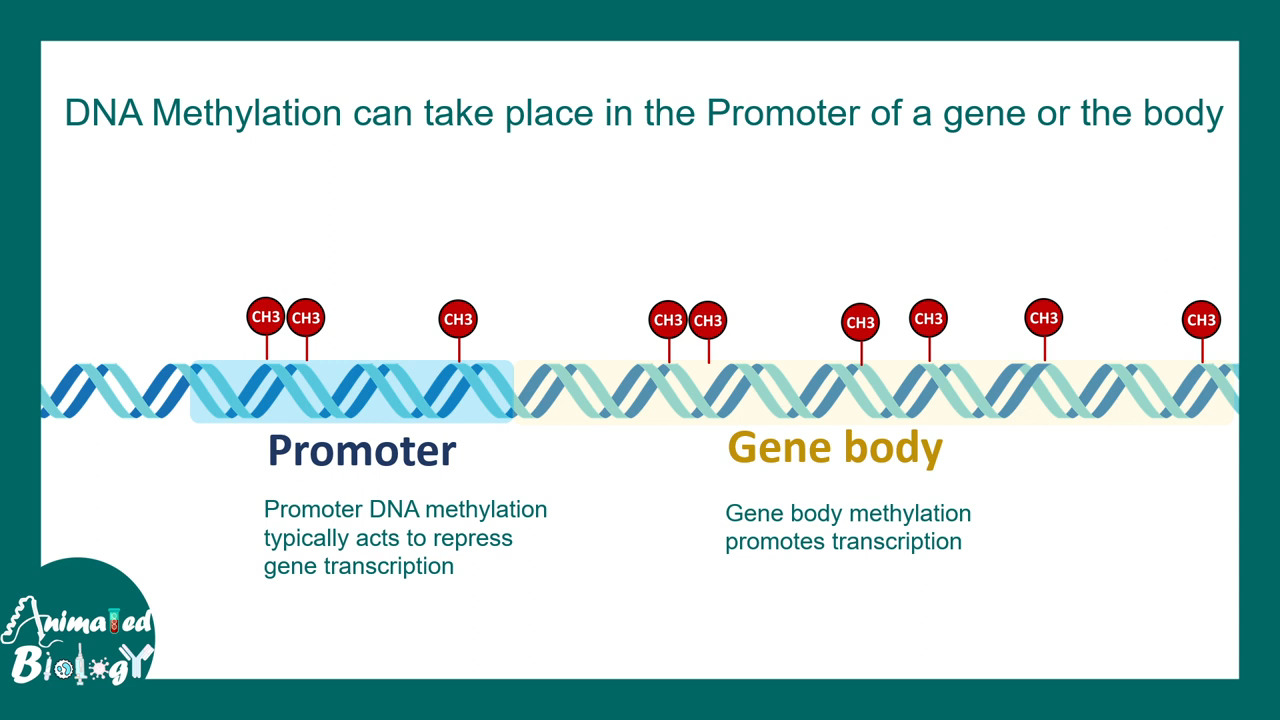 DNA Methylation can take place in the Promoter of a gene or the body
CH3 CH3 CH3 CH3 CH3 CH3 CH3 CH3 CH3
Promoter
Gene body
Promoter DNA methylation
typically acts to repress
gene transcription
Gene body methylation
promotes transcription
Animated
Biology